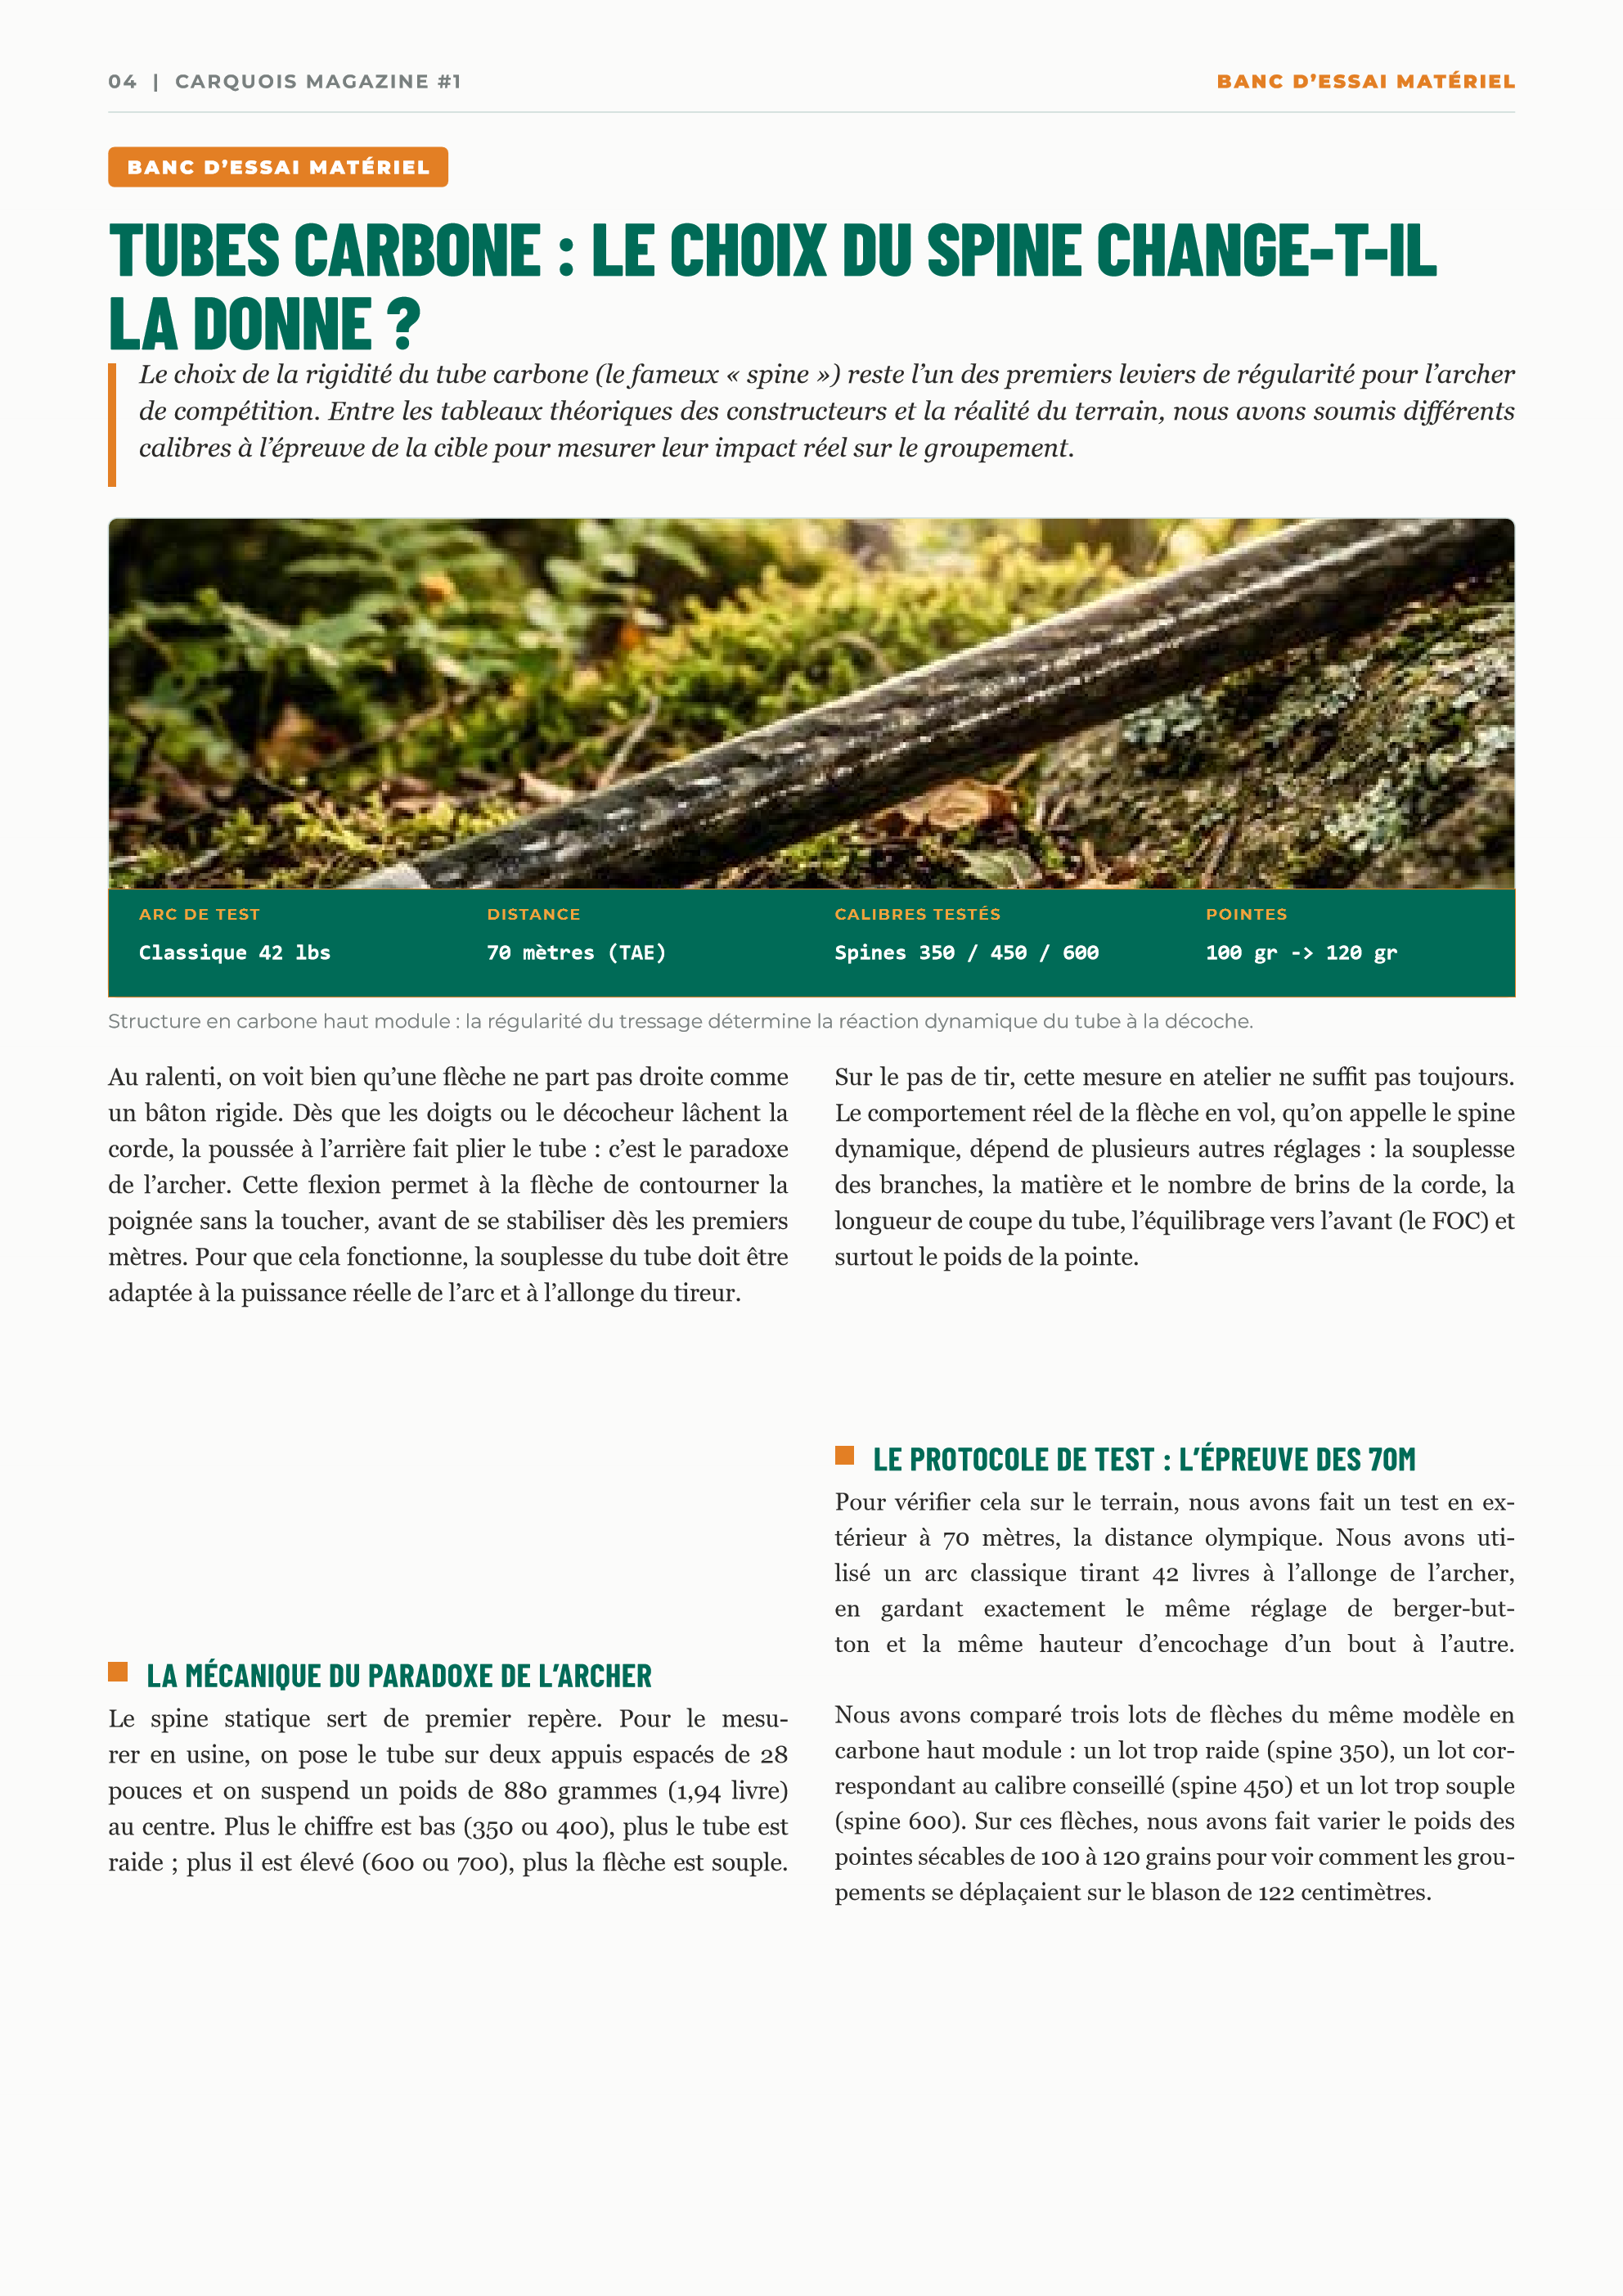 04 | CARQUOIS MAGAZINE #1
BANC D’ESSAI MATÉRIEL
BANC D’ESSAI MATÉRIEL
TUBES CARBONE : LE CHOIX DU SPINE CHANGE-T-IL
LA DONNE ?
Le choix de la rigidité du tube carbone (le fameux « spine ») reste l’un des premiers leviers de régularité pour l’archer
de compétition. Entre les tableaux théoriques des constructeurs et la réalité du terrain, nous avons soumis différents
calibres à l’épreuve de la cible pour mesurer leur impact réel sur le groupement.
ARC DE TEST
Classique 42 lbs
DISTANCE
70 mètres (TAE)
CALIBRES TESTÉS
Spines 350 / 450 / 600
POINTES
100 gr -> 120 gr
Structure en carbone haut module : la régularité du tressage détermine la réaction dynamique du tube à la décoche.
Au ralenti, on voit bien qu’une flèche ne part pas droite comme
un bâton rigide. Dès que les doigts ou le décocheur lâchent la
corde, la poussée à l’arrière fait plier le tube : c’est le paradoxe
de l’archer. Cette flexion permet à la flèche de contourner la
poignée sans la toucher, avant de se stabiliser dès les premiers
mètres. Pour que cela fonctionne, la souplesse du tube doit être
adaptée à la puissance réelle de l’arc et à l’allonge du tireur.
LA MÉCANIQUE DU PARADOXE DE L’ARCHER
Le spine statique sert de premier repère. Pour le mesu-
rer en usine, on pose le tube sur deux appuis espacés de 28
pouces et on suspend un poids de 880 grammes (1,94 livre)
au centre. Plus le chiffre est bas (350 ou 400), plus le tube est
raide ; plus il est élevé (600 ou 700), plus la flèche est souple.
Sur le pas de tir, cette mesure en atelier ne suffit pas toujours.
Le comportement réel de la flèche en vol, qu’on appelle le spine
dynamique, dépend de plusieurs autres réglages : la souplesse
des branches, la matière et le nombre de brins de la corde, la
longueur de coupe du tube, l’équilibrage vers l’avant (le FOC) et
surtout le poids de la pointe.
LE PROTOCOLE DE TEST : L’ÉPREUVE DES 70M
Pour vérifier cela sur le terrain, nous avons fait un test en ex-
térieur à 70 mètres, la distance olympique. Nous avons uti-
lisé un arc classique tirant 42 livres à l’allonge de l’archer,
en gardant exactement le même réglage de berger-but-
ton et la même hauteur d’encochage d’un bout à l’autre.
Nous avons comparé trois lots de flèches du même modèle en
carbone haut module : un lot trop raide (spine 350), un lot cor-
respondant au calibre conseillé (spine 450) et un lot trop souple
(spine 600). Sur ces flèches, nous avons fait varier le poids des
pointes sécables de 100 à 120 grains pour voir comment les grou-
pements se déplaçaient sur le blason de 122 centimètres.